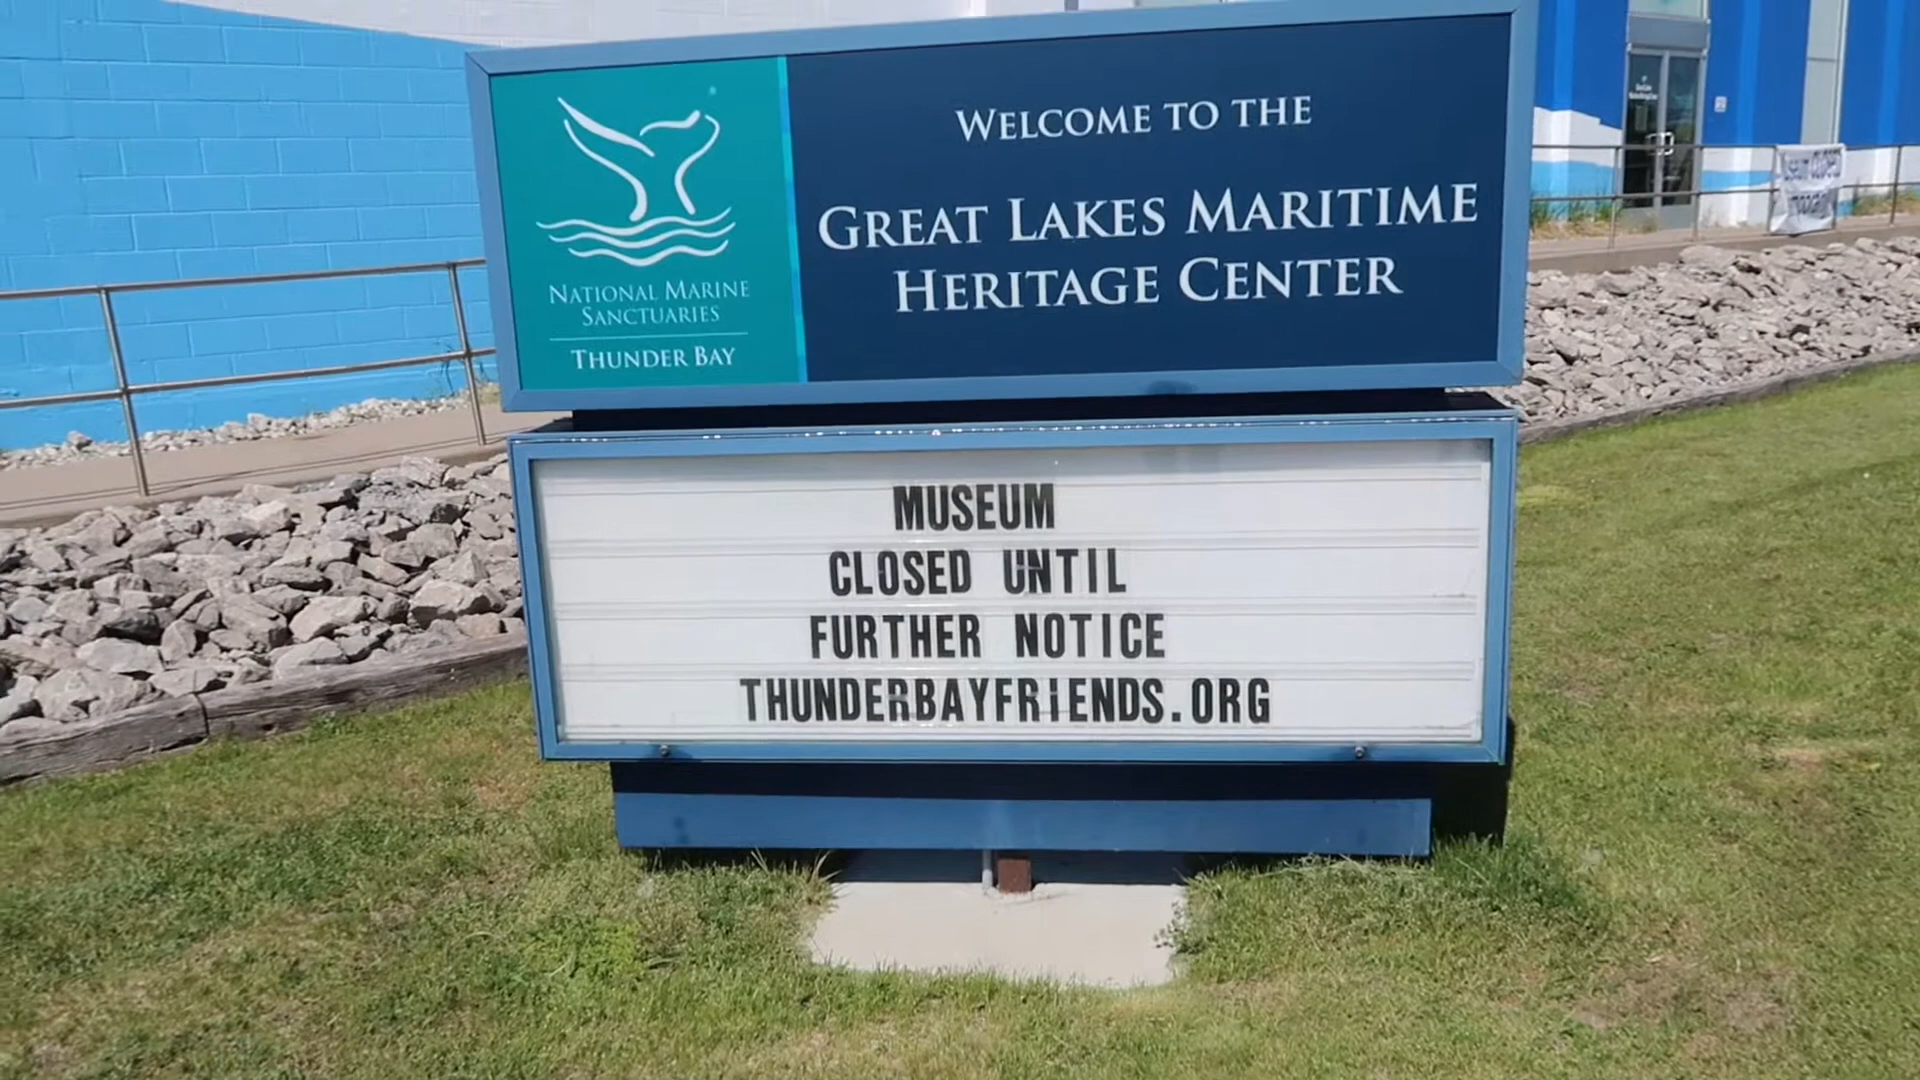 NATIONAL MARINE
SANCTUARIES
THUNDER BAY
WELCOME TO THE
GREAT LAKES MARITIME
HERITAGE CENTER
MUSEUM
CLOSED UNTIL
FURTHER NOTICE
THUNDERBAYFRIENDS.ORG